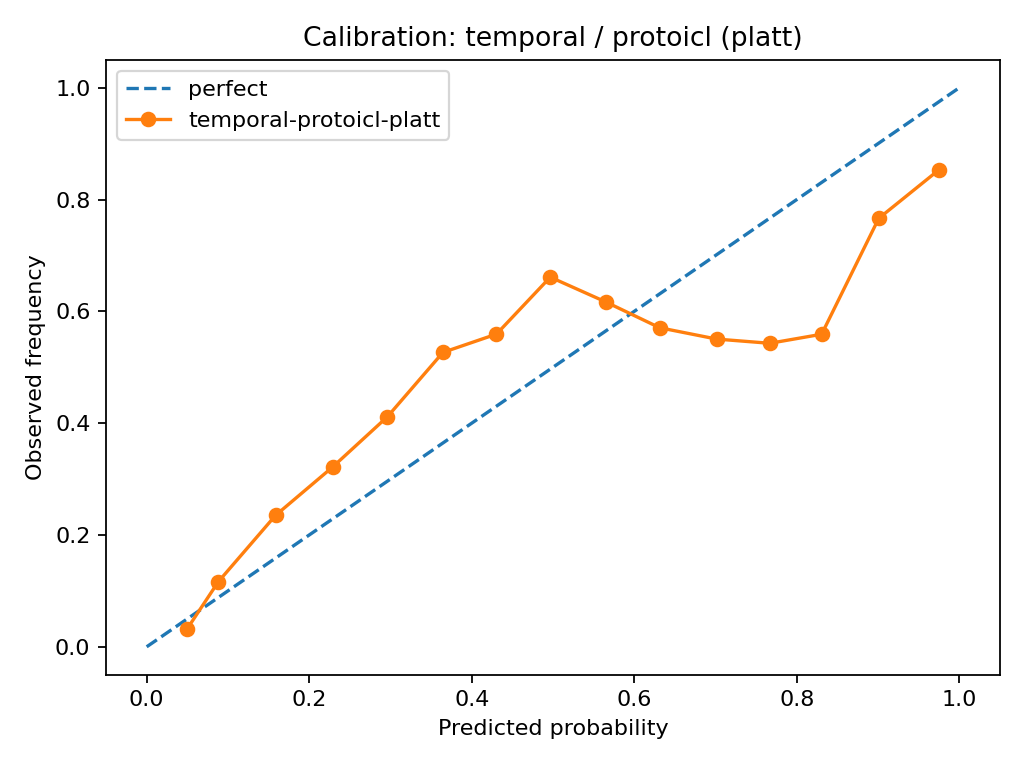 Calibration: temporal / protoicl (platt)
perfect
temporal-protoicl-platt
1.0
0.8
0.6
0.4
0.2
0.0
Observed frequency
0.0 0.2 0.4 0.6 0.8 1.0
Predicted probability